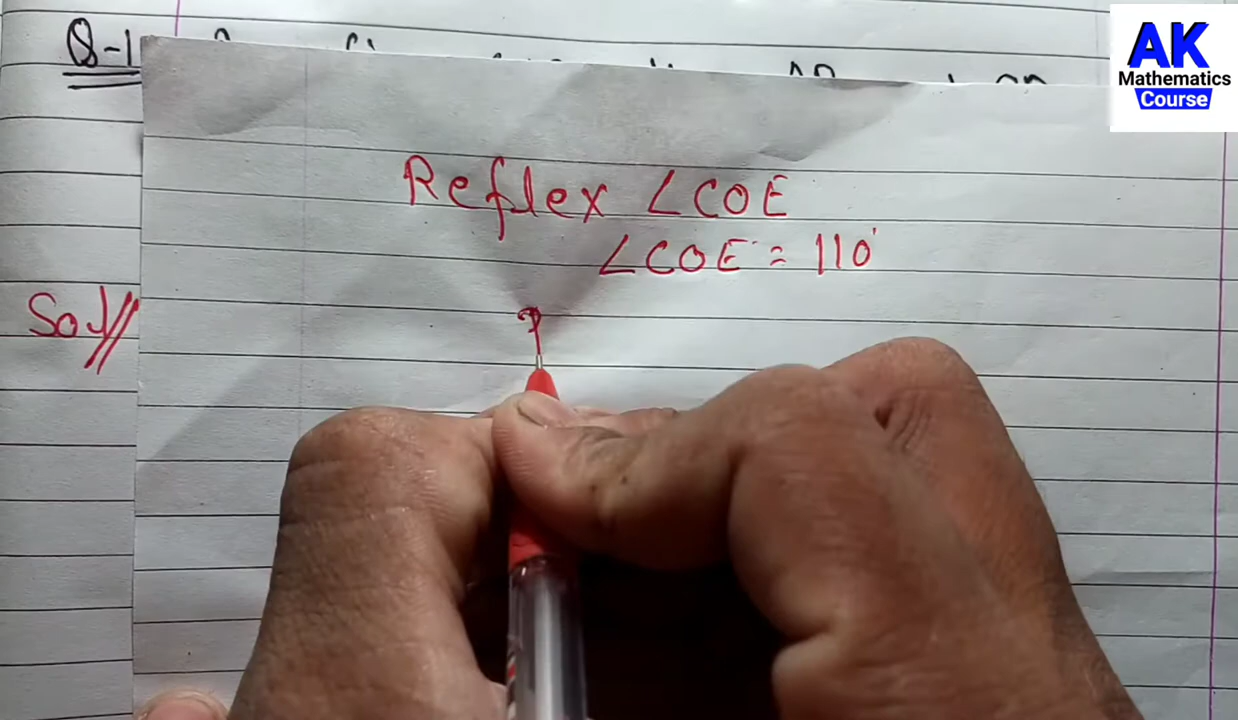 AK
Mathematics
Course
Q-1
Reflex ∠COE
∠COE = 110°
Sol//